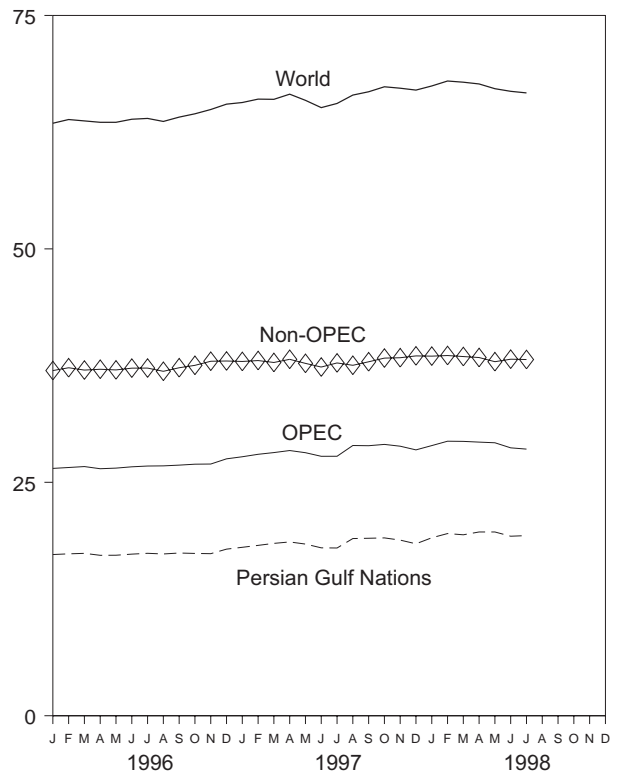 75
World
50
Non-OPEC
OPEC
25
Persian Gulf Nations
0
J F M A M J J A S O N D J F M A M J J A S O N D J F M A M J J A S O N D
1996 1997 1998